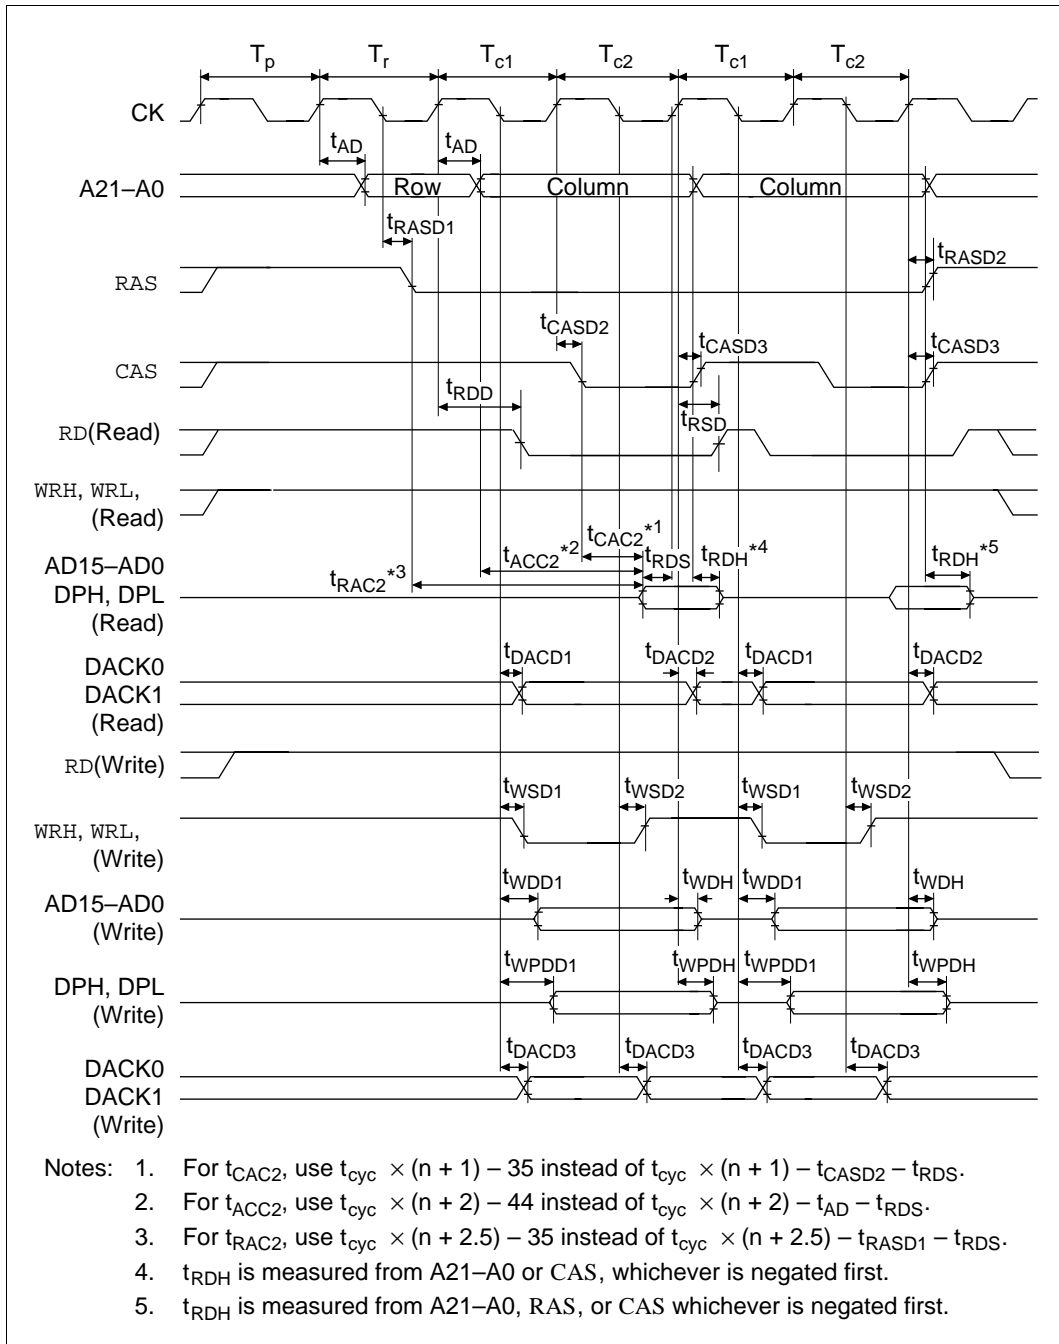 Tp Tr Tc1 Tc2 Tc1 Tc2
CK
tAD tAD
A21–A0 Row Column Column
tRASD1
tRASD2
RAS
tCASD2
tCASD3 tCASD3
CAS
tRDD
tRSD
RD(Read)
WRH, WRL,
(Read)
tCAC2*1
tACC2*2 tRDS tRDH*4 tRDH*5
tRAC2*3
AD15–AD0
DPH, DPL
(Read)
tDACD1 tDACD2 tDACD1 tDACD2
DACK0
DACK1
(Read)
RD(Write)
tWSD1 tWSD2 tWSD1 tWSD2
WRH, WRL,
(Write)
tWDD1 tWDH tWDD1 tWDH
AD15–AD0
(Write)
tWPDD1 tWPDH tWPDD1 tWPDH
DPH, DPL
(Write)
tDACD3 tDACD3 tDACD3 tDACD3
DACK0
DACK1
(Write)
Notes: 1. For tCAC2, use tcyc × (n + 1) – 35 instead of tcyc × (n + 1) – tCASD2 – tRDS.
2. For tACC2, use tcyc × (n + 2) – 44 instead of tcyc × (n + 2) – tAD – tRDS.
3. For tRAC2, use tcyc × (n + 2.5) – 35 instead of tcyc × (n + 2.5) – tRASD1 – tRDS.
4. tRDH is measured from A21–A0 or CAS, whichever is negated first.
5. tRDH is measured from A21–A0, RAS, or CAS whichever is negated first.